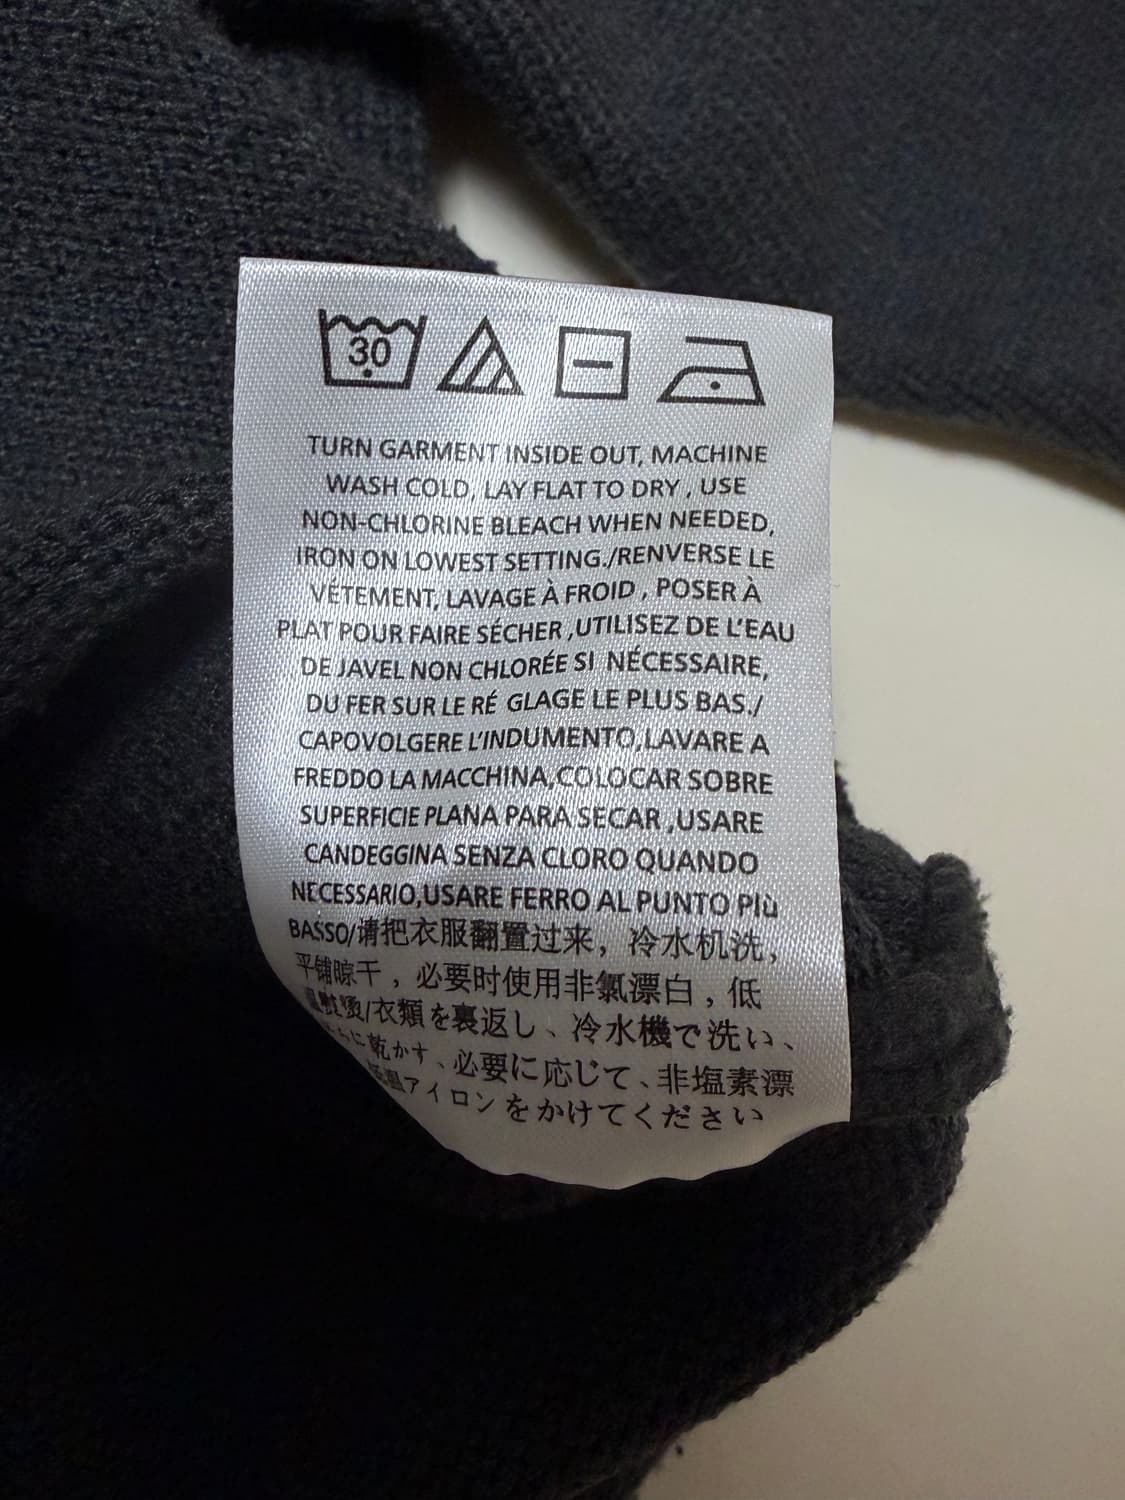 30
TURN GARMENT INSIDE OUT, MACHINE
WASH COLD, LAY FLAT TO DRY , USE
NON-CHLORINE BLEACH WHEN NEEDED,
IRON ON LOWEST SETTING./RENVERSE LE
VÉTEMENT, LAVAGE À FROID , POSER À
PLAT POUR FAIRE SÉCHER ,UTILISEZ DE L'EAU
DE JAVEL NON CHLORÉE SI NÉCESSAIRE,
DU FER SUR LE RÉ GLAGE LE PLUS BAS./
CAPOVOLGERE L'INDUMENTO,LAVARE A
FREDDO LA MACCHINA,COLOCAR SOBRE
SUPERFICIE PLANA PARA SECAR ,USARE
CANDEGGINA SENZA CLORO QUANDO
NECESSARIO,USARE FERRO AL PUNTO PIù
BASSO/请把衣服翻置过来，冷水机洗，
平铺晾干，必要时使用非氯漂白，低
烫/衣類を裏返し、冷水機で洗い、
に乾かす、必要に応じて、非塩素漂
アイロンをかけてください